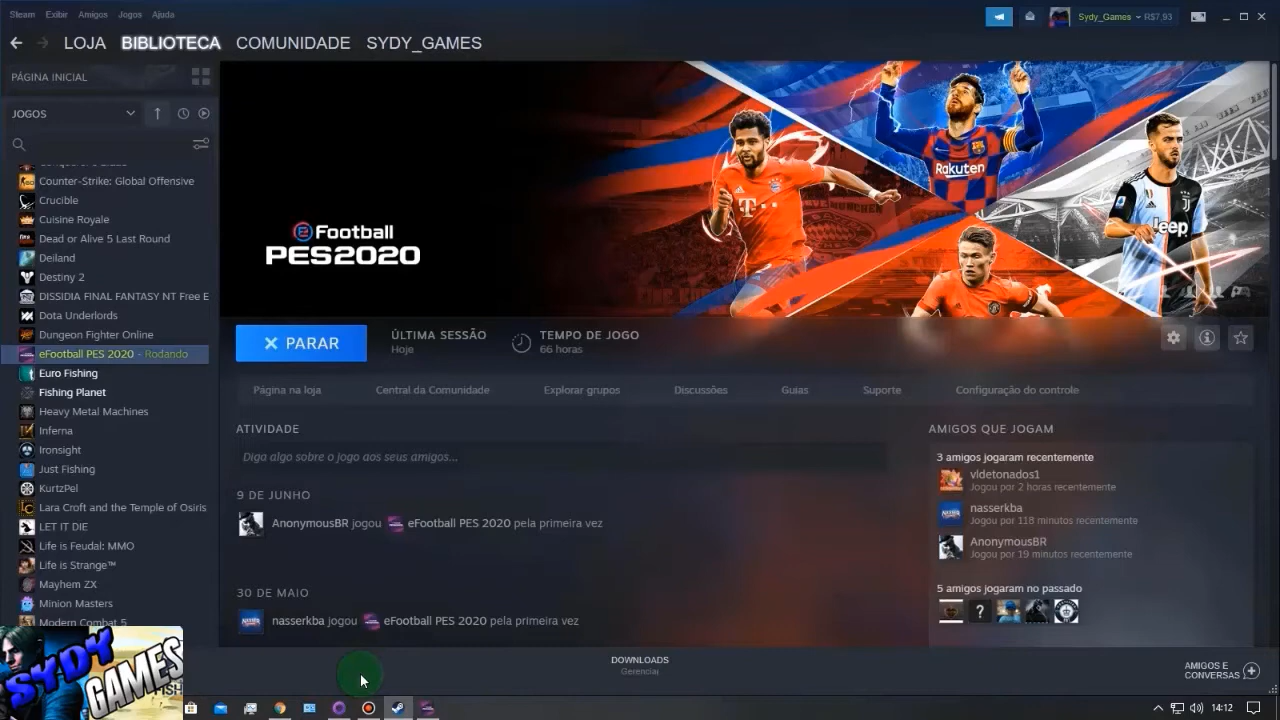 Steam Exibir Amigos Jogos Ajuda
Sydy_Games R$7,93
LOJA BIBLIOTECA COMUNIDADE SYDY_GAMES
PÁGINA INICIAL
JOGOS
Counter-Strike: Global Offensive
Crucible
Cuisine Royale
Dead or Alive 5 Last Round
Deiland
Destiny 2
DISSIDIA FINAL FANTASY NT Free E
Dota Underlords
Dungeon Fighter Online
eFootball PES 2020 - Rodando
Euro Fishing
Fishing Planet
Heavy Metal Machines
Inferna
Ironsight
Just Fishing
KurtzPel
Lara Croft and the Temple of Osiris
LET IT DIE
Life is Feudal: MMO
Life is Strange™
Mayhem ZX
Minion Masters
Modern Combat 5
SYDY
GAMES
eFootball
PES2020
Rakuten
Jeep
PARAR
ÚLTIMA SESSÃO
Hoje
TEMPO DE JOGO
66 horas
Página na loja Central da Comunidade Explorar grupos Discussões Guias Suporte Configuração do controle
ATIVIDADE
Diga algo sobre o jogo aos seus amigos...
9 DE JUNHO
AnonymousBR jogou eFootball PES 2020 pela primeira vez
30 DE MAIO
nasserkba jogou eFootball PES 2020 pela primeira vez
AMIGOS QUE JOGAM
3 amigos jogaram recentemente
vldetonados1
Jogou por 2 horas recentemente
nasserkba
Jogou por 118 minutos recentemente
AnonymousBR
Jogou por 19 minutos recentemente
5 amigos jogaram no passado
?
DOWNLOADS
Gerenciar
AMIGOS E
CONVERSAS
14:12